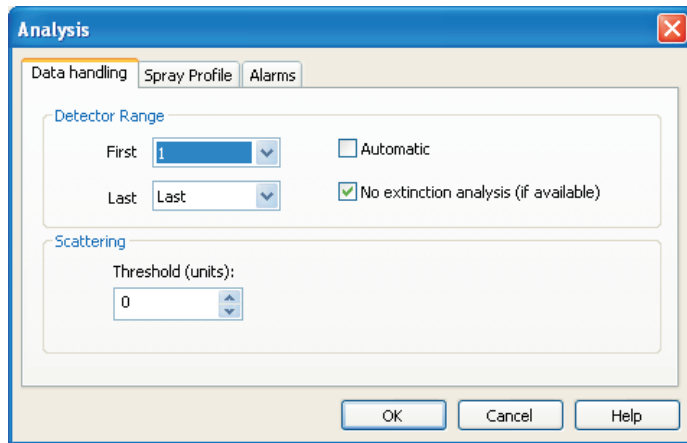 Analysis
Data handling Spray Profile Alarms
Detector Range
First 1 Automatic
Last Last No extinction analysis (if available)
Scattering
Threshold (units):
0
OK Cancel Help